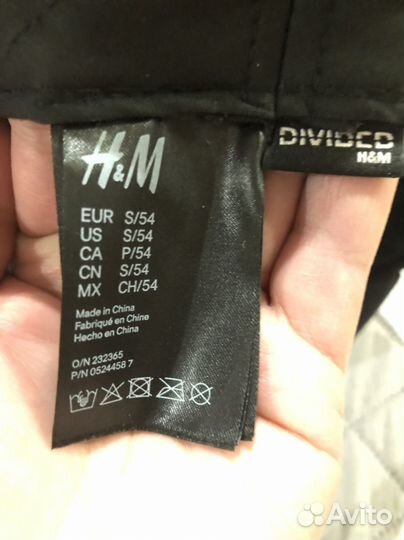 H&M
DIVIDED
H&M
EUR S/54
US S/54
CA P/54
CN S/54
MX CH/54
Made in China
Fabriqué en Chine
Hecho en China
O/N 232365
P/N 0524458 7
Avito